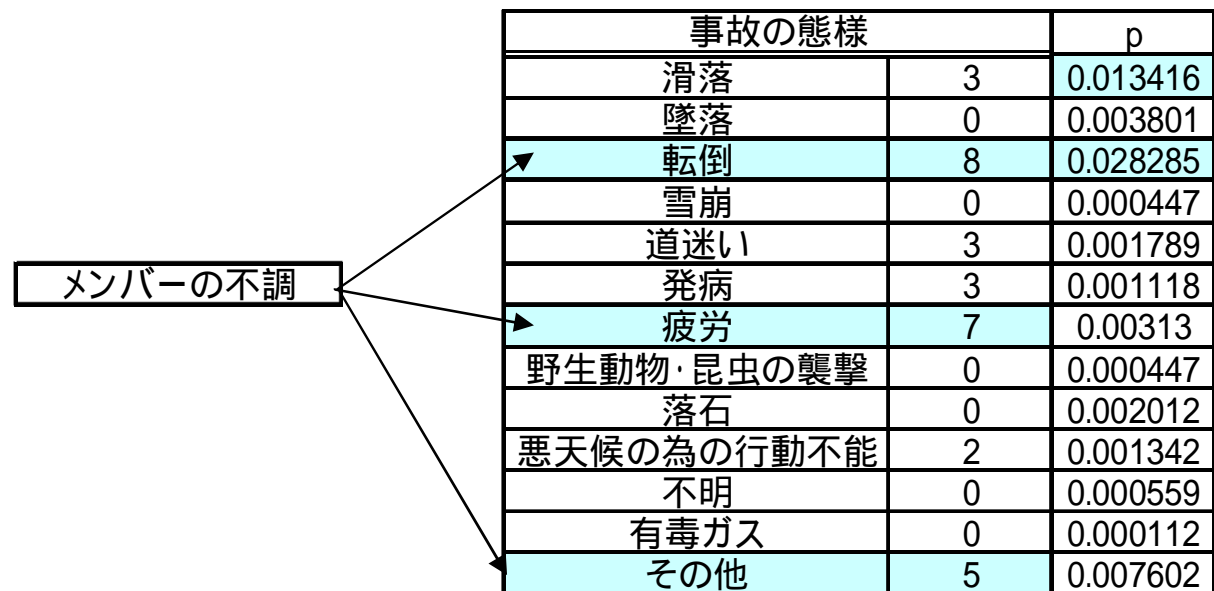 事故の態様 p
滑落 3 0.013416
墜落 0 0.003801
転倒 8 0.028285
雪崩 0 0.000447
道迷い 3 0.001789
メンバーの不調
発病 3 0.001118
疲労 7 0.00313
野生動物・昆虫の襲撃 0 0.000447
落石 0 0.002012
悪天候の為の行動不能 2 0.001342
不明 0 0.000559
有毒ガス 0 0.000112
その他 5 0.007602